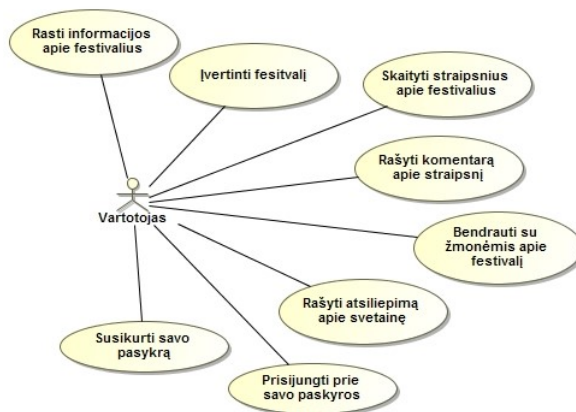 Rasti informacijos
apie festivalius
Įvertinti fesitvalį
Skaityti straipsnius
apie festivalius
Rašyti komentarą
apie straipsnį
Vartotojas
Bendrauti su
žmonėmis apie
festivalį
Rašyti atsiliepimą
apie svetainę
Susikurti savo
pasykrą
Prisijungti prie
savo paskyros